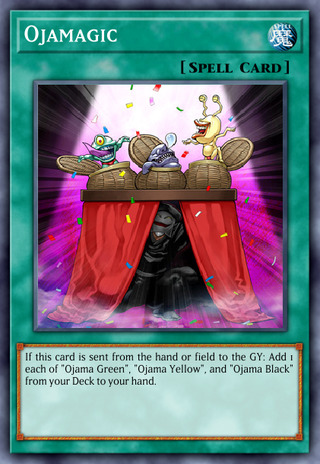 Ojamagic
[Spell Card]
If this card is sent from the hand or field to the GY: Add 1
each of "Ojama Green", "Ojama Yellow", and "Ojama Black"
from your Deck to your hand.